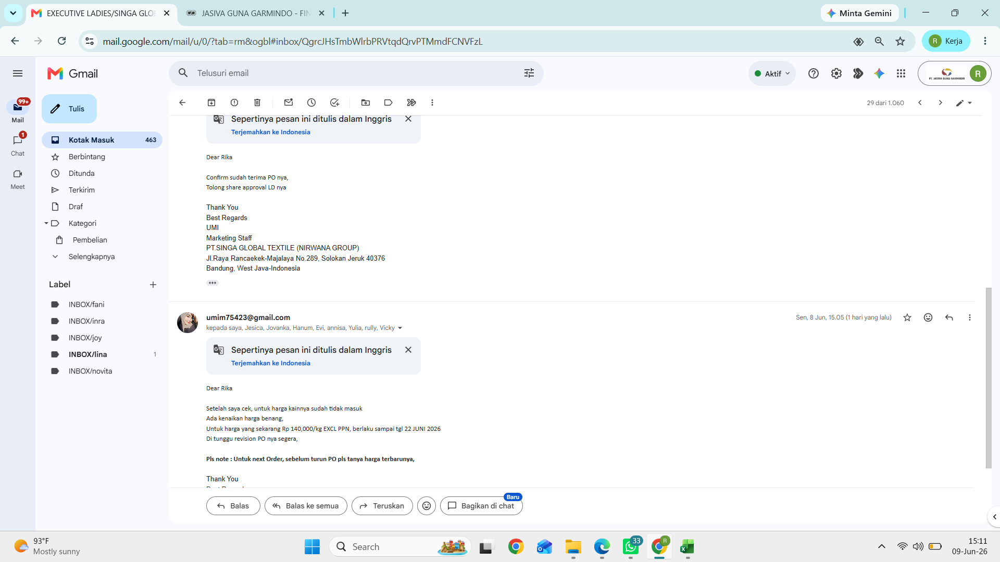 EXECUTIVE LADIES/SINGA GLO
JASIVA GUNA GARMINDO - FIN
Minta Gemini
mail.google.com/mail/u/0/?tab=rm&ogbl#inbox/QgrcJHsTmbWlrbPRVtqdQrvPTMmdFCNVFzL
R Kerja
Gmail
Telusuri email
Aktif
PT. JASIVA GUNA GARMINDO
R
99+
Mail
1
Chat
Meet
Tulis
Kotak Masuk 463
Berbintang
Ditunda
Terkirim
Draf
Kategori
Pembelian
Selengkapnya
Label
INBOX/fani
INBOX/inra
INBOX/joy
INBOX/lina 1
INBOX/novita
29 dari 1.060
Sepertinya pesan ini ditulis dalam Inggris
Terjemahkan ke Indonesia
Dear Rika
Confirm sudah terima PO nya,
Tolong share approval LD nya
Thank You
Best Regards
UMI
Marketing Staff
PT.SINGA GLOBAL TEXTILE (NIRWANA GROUP)
Jl.Raya Rancaekek-Majalaya No.289, Solokan Jeruk 40376
Bandung, West Java-Indonesia
umim75423@gmail.com
Sen, 8 Jun, 15.05 (1 hari yang lalu)
kepada saya, Jesica, Jovanka, Hanum, Evi, annisa, Yulia, rully, Vicky
Sepertinya pesan ini ditulis dalam Inggris
Terjemahkan ke Indonesia
Dear Rika
Setelah saya cek, untuk harga kainnya sudah tidak masuk
Ada kenaikan harga benang,
Untuk harga yang sekarang Rp 140,000/kg EXCL PPN, berlaku sampai tgl 22 JUNI 2026
Di tunggu revision PO nya segera,
Pls note : Untuk next Order, sebelum turun PO pls tanya harga terbarunya,
Thank You
Balas
Balas ke semua
Teruskan
Bagikan di chat
Baru
93°F
Mostly sunny
Search
33
R
15:11
09-Jun-26